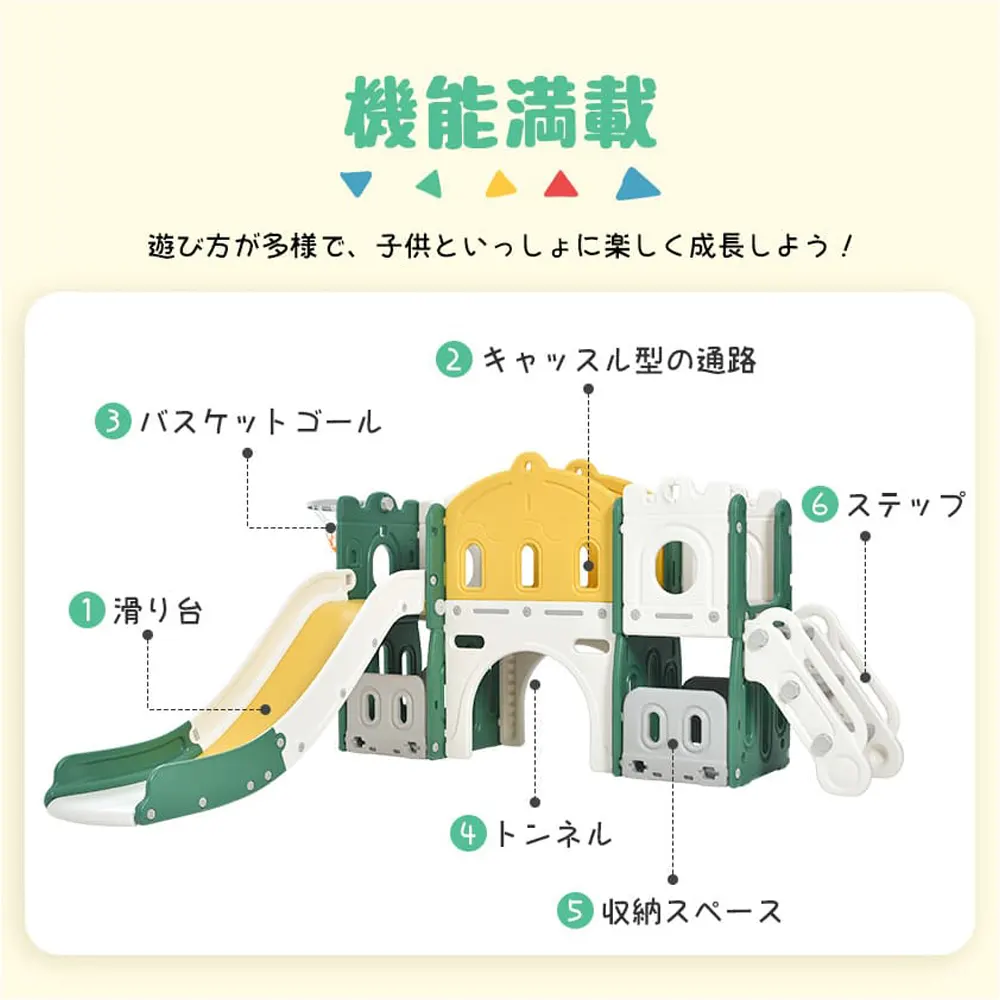 機能満載
遊び方が多様で、子供といっしょに楽しく成長しよう！
2 キャッスル型の通路
3 バスケットゴール
6 ステップ
1 滑り台
4 トンネル
5 収納スペース